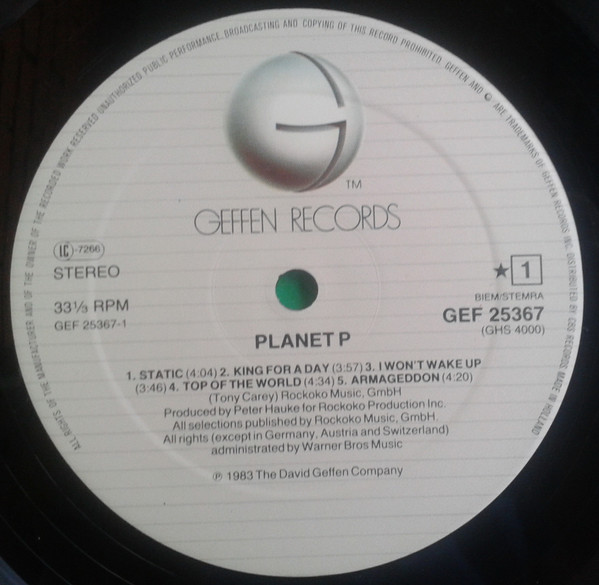 ALL RIGHTS OF THE MANUFACTURER AND OF THE OWNER OF THE RECORDED WORK RESERVED UNAUTHORIZED PUBLIC PERFORMANCE, BROADCASTING AND COPYING OF THIS RECORD PROHIBITED. GEFFEN AND G ARE TRADEMARKS OF GEFFEN RECORDS INC. DISTRIBUTED BY CBS RECORDS MADE IN HOLLAND
TM
GEFFEN RECORDS
LC-7266
STEREO
★ 1
33⅓ RPM
GEF 25367-1
BIEM/STEMRA
GEF 25367
(GHS 4000)
PLANET P
1. STATIC (4:04) 2. KING FOR A DAY (3:57) 3. I WON'T WAKE UP
(3:46) 4. TOP OF THE WORLD (4:34) 5. ARMAGEDDON (4:20)
(Tony Carey) Rockoko Music, GmbH
Produced by Peter Hauke for Rockoko Production Inc.
All selections published by Rockoko Music, GmbH.
All rights (except in Germany, Austria and Switzerland)
administrated by Warner Bros Music
℗ 1983 The David Geffen Company